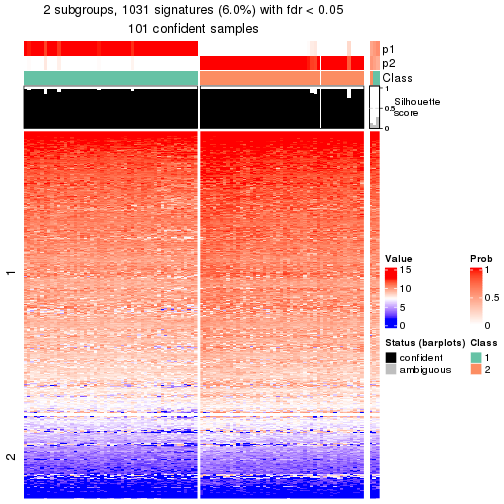 2 subgroups, 1031 signatures (6.0%) with fdr < 0.05
101 confident samples
p1
p2
Class
1
0.5
0
Silhouette
score
1
2
Value
15
10
5
0
Prob
1
0.5
0
Status (barplots)
confident
ambiguous
Class
1
2